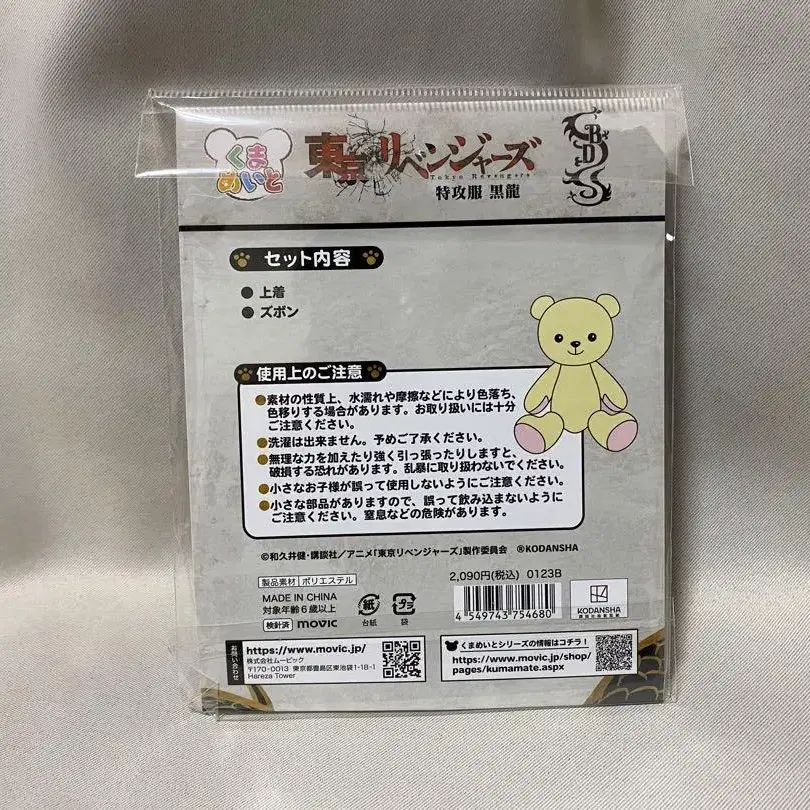 くま
めいと
東京リベンジャーズ
Tokyo Revengers
特攻服 黒龍
BD
セット内容
● 上着
● ズボン
使用上のご注意
●素材の性質上、水濡れや摩擦などにより色落ち、
色移りする場合があります。お取り扱いには十分
ご注意ください。
●洗濯は出来ません。予めご了承ください。
●無理な力を加えたり強く引っ張ったりしますと、
破損する恐れがあります。乱暴に取り扱わないでください。
●小さなお子様が誤って使用しないようにご注意ください。
●小さな部品がありますので、誤って飲み込まないように
ご注意ください。窒息などの危険があります。
©和久井健・講談社／アニメ「東京リベンジャーズ」製作委員会 ®KODANSHA
製品素材 ポリエステル
MADE IN CHINA
対象年齢6歳以上
検針済 movic
紙
台紙
プラ
袋
2,090円(税込) 0123B
4 549743 754680
KODANSHA
お問い合わせ
https://www.movic.jp/
株式会社ムービック
〒170-0013 東京都豊島区東池袋1-18-1
Hareza Tower
くまめいとシリーズの情報はコチラ！
https://www.movic.jp/shop/
pages/kumamate.aspx